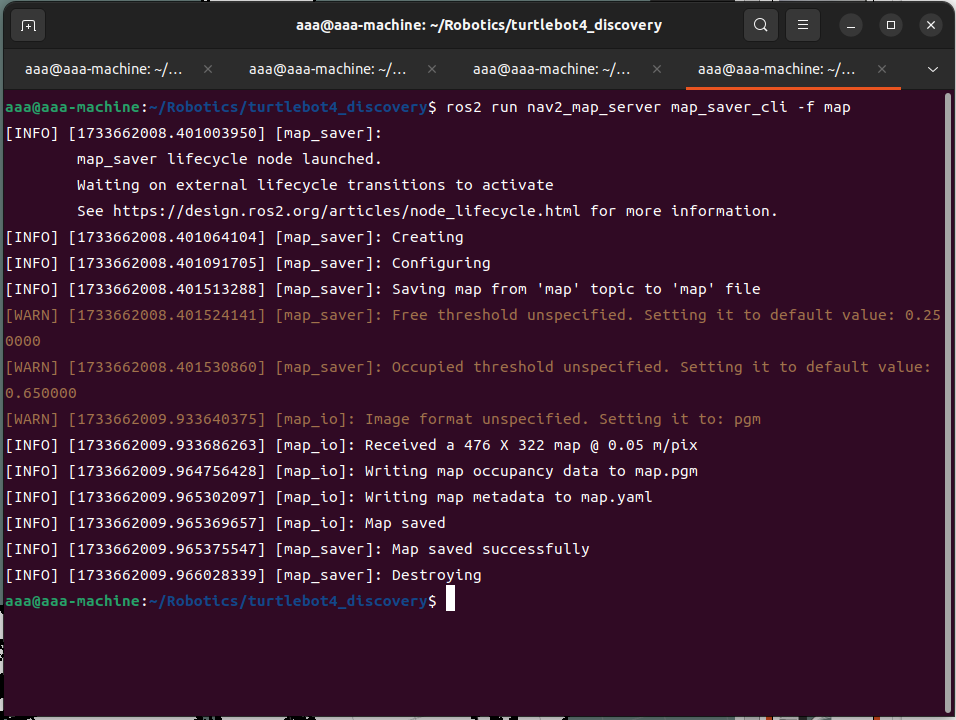 aaa@aaa-machine: ~/Robotics/turtlebot4_discovery
aaa@aaa-machine: ~/... aaa@aaa-machine: ~/... aaa@aaa-machine: ~/... aaa@aaa-machine: ~/...
aaa@aaa-machine:~/Robotics/turtlebot4_discovery$ ros2 run nav2_map_server map_saver_cli -f map
[INFO] [1733662008.401003950] [map_saver]:
map_saver lifecycle node launched.
Waiting on external lifecycle transitions to activate
See https://design.ros2.org/articles/node_lifecycle.html for more information.
[INFO] [1733662008.401064104] [map_saver]: Creating
[INFO] [1733662008.401091705] [map_saver]: Configuring
[INFO] [1733662008.401513288] [map_saver]: Saving map from 'map' topic to 'map' file
[WARN] [1733662008.401524141] [map_saver]: Free threshold unspecified. Setting it to default value: 0.25
0000
[WARN] [1733662008.401530860] [map_saver]: Occupied threshold unspecified. Setting it to default value:
0.650000
[WARN] [1733662009.933640375] [map_io]: Image format unspecified. Setting it to: pgm
[INFO] [1733662009.933686263] [map_io]: Received a 476 X 322 map @ 0.05 m/pix
[INFO] [1733662009.964756428] [map_io]: Writing map occupancy data to map.pgm
[INFO] [1733662009.965302097] [map_io]: Writing map metadata to map.yaml
[INFO] [1733662009.965369657] [map_io]: Map saved
[INFO] [1733662009.965375547] [map_saver]: Map saved successfully
[INFO] [1733662009.966028339] [map_saver]: Destroying
aaa@aaa-machine:~/Robotics/turtlebot4_discovery$